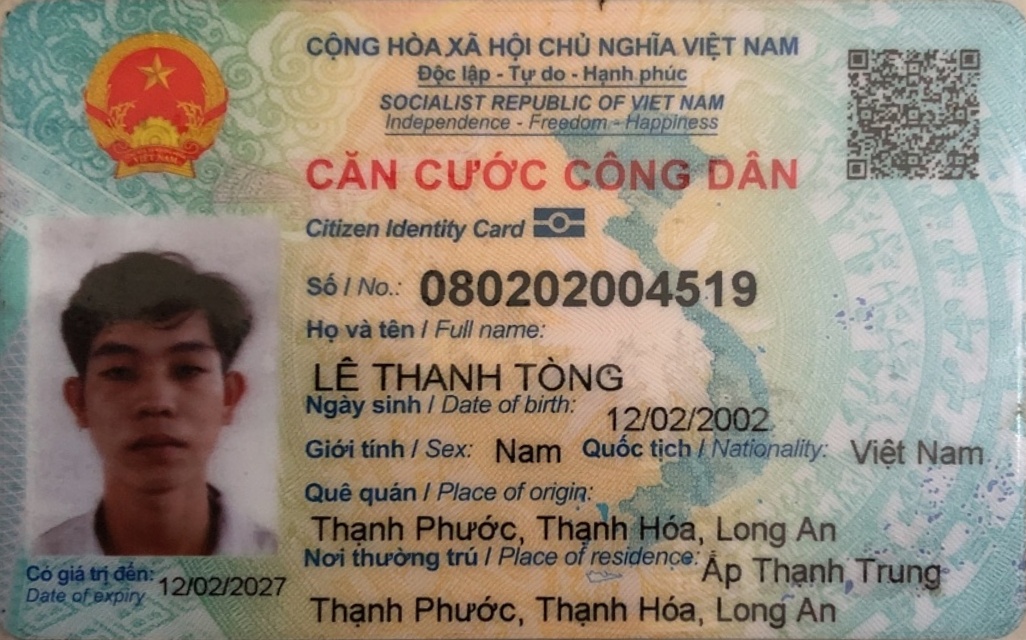 CỘNG HÒA XÃ HỘI CHỦ NGHĨA VIỆT NAM
Độc lập - Tự do - Hạnh phúc
SOCIALIST REPUBLIC OF VIET NAM
Independence - Freedom - Happiness
CĂN CƯỚC CÔNG DÂN
Citizen Identity Card
Số / No.: 080202004519
Họ và tên / Full name:
LÊ THANH TÒNG
Ngày sinh / Date of birth: 12/02/2002
Giới tính / Sex: Nam Quốc tịch / Nationality: Việt Nam
Quê quán / Place of origin:
Thạnh Phước, Thạnh Hóa, Long An
Nơi thường trú / Place of residence: Ấp Thạnh Trung
Thạnh Phước, Thạnh Hóa, Long An
Có giá trị đến: 12/02/2027
Date of expiry
VIỆT NAM